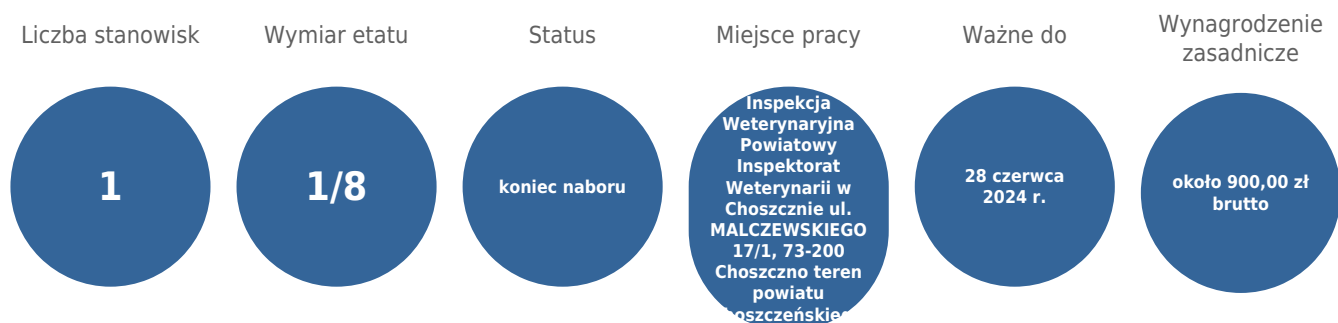 Liczba stanowisk
1
Wymiar etatu
1/8
Status
koniec naboru
Miejsce pracy
Inspekcja
Weterynaryjna
Powiatowy
Inspektorat
Weterynarii w
Choszcznie ul.
MALCZEWSKIEGO
17/1, 73-200
Choszczno teren
powiatu
Ważne do
28 czerwca
2024 r.
Wynagrodzenie
zasadnicze
około 900,00 zł
brutto